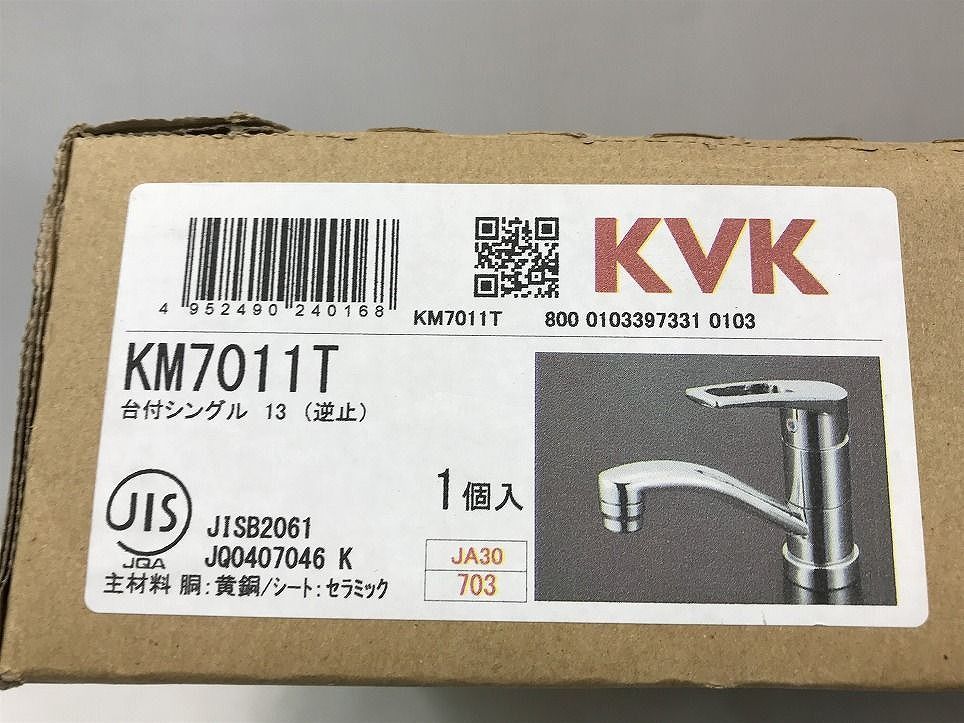 KVK
4 952490 240168
KM7011T 800 0103397331 0103
KM7011T
台付シングル 13 (逆止)
1個入
JIS
JQA
JISB2061
JQ0407046 K
JA30
703
主材料 胴:黄銅/シート:セラミック